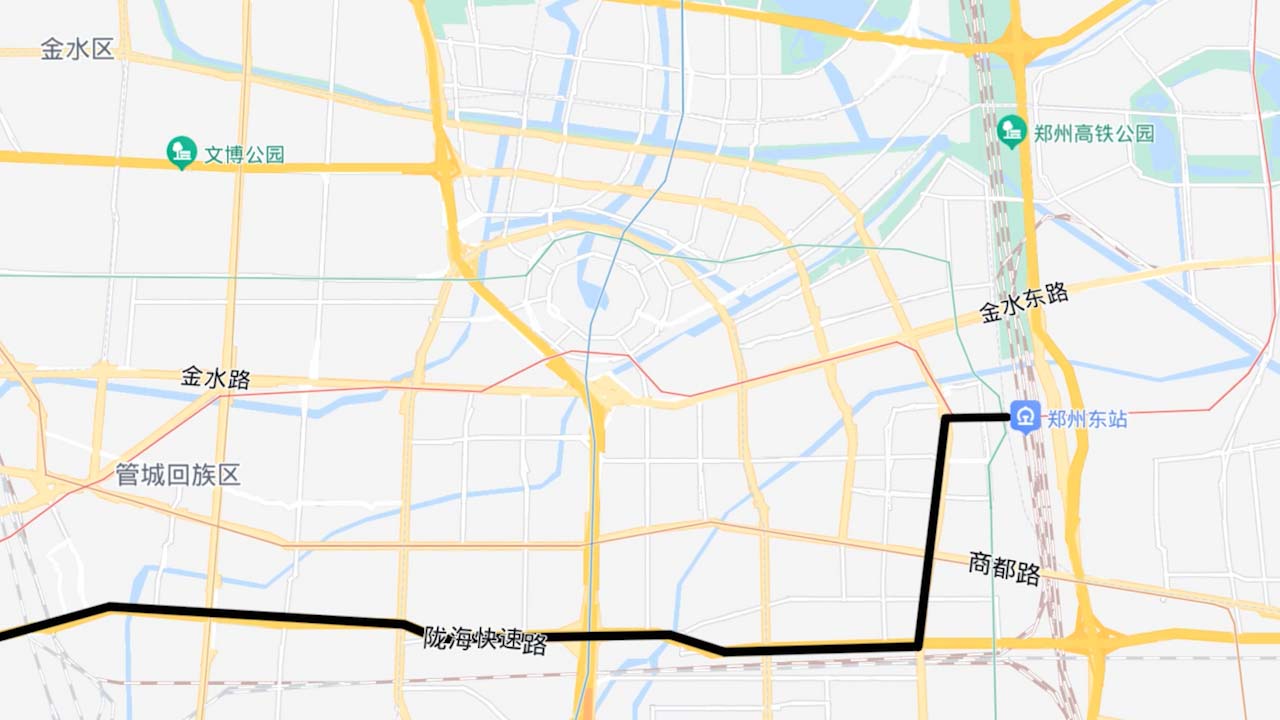 金水区
郑州高铁公园
文博公园
金水东路
金水路
郑州东站
管城回族区
商都路
陇海快速路